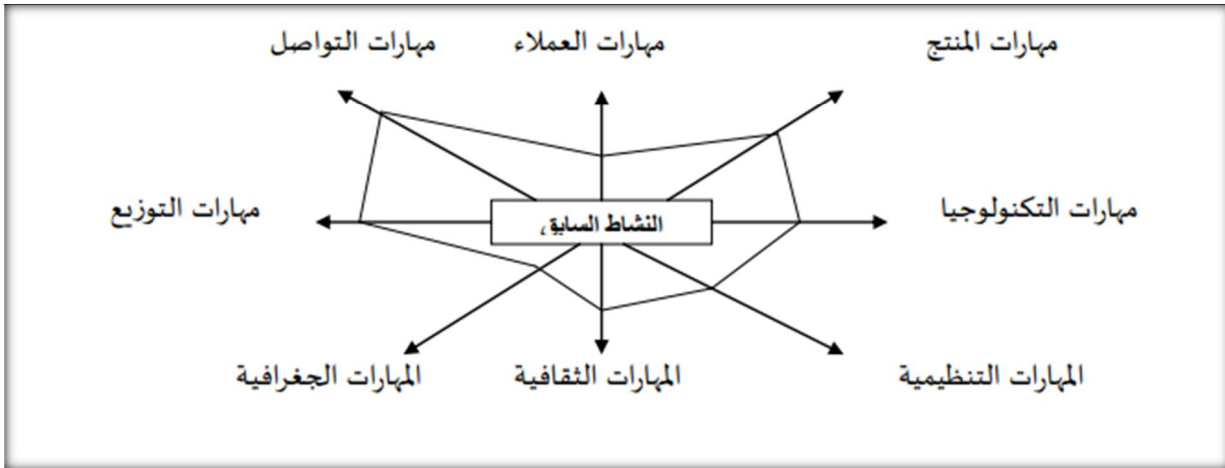 مهارات المنتج
مهارات العملاء
مهارات التواصل
مهارات التكنولوجيا
النشاط السابق
مهارات التوزيع
المهارات التنظيمية
المهارات الثقافية
المهارات الجغرافية